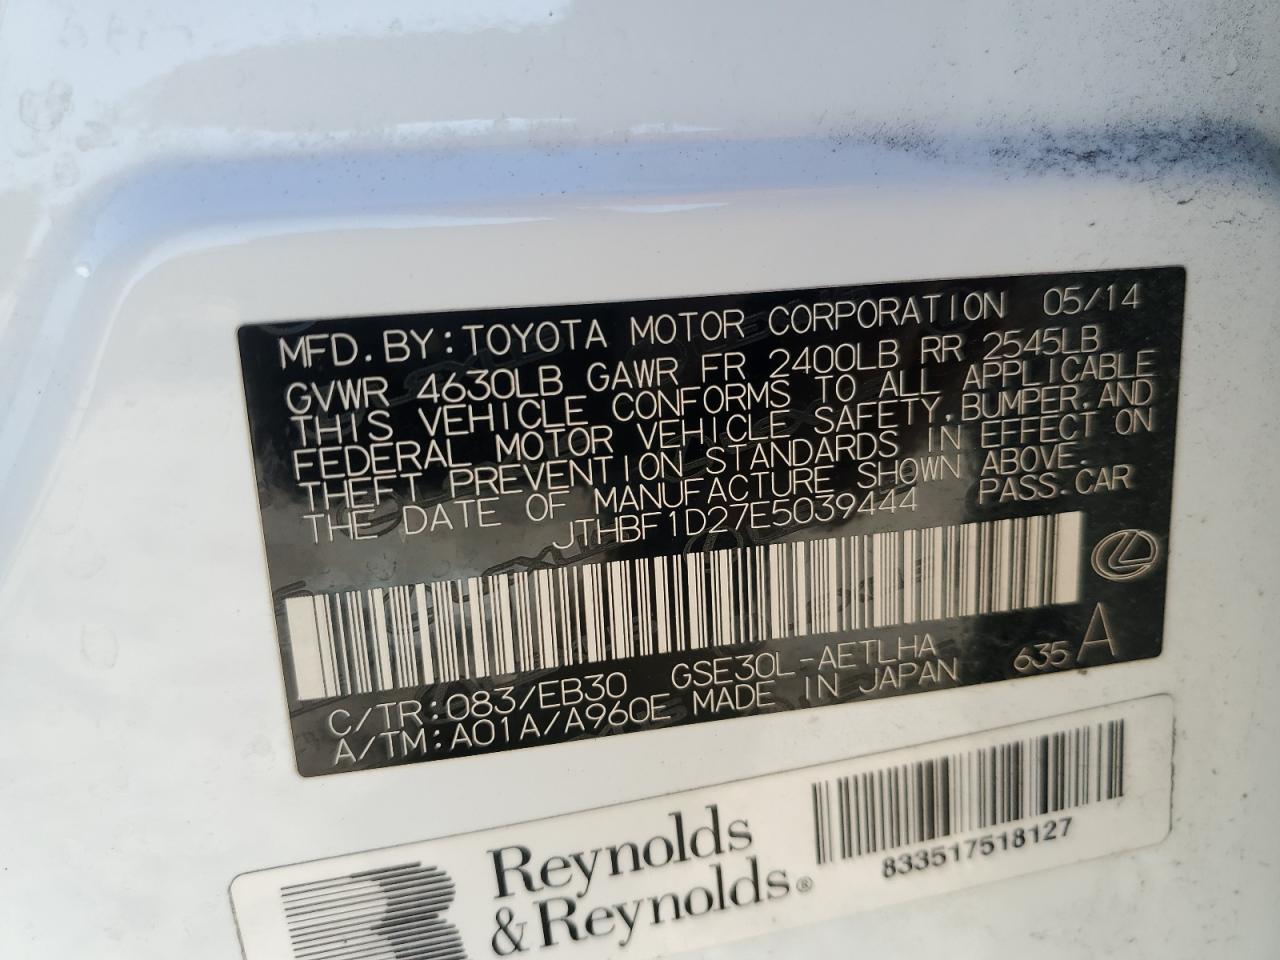 MFD. BY: TOYOTA MOTOR CORPORATION 05/14
GVWR 4630LB GAWR FR 2400LB RR 2545LB
THIS VEHICLE CONFORMS TO ALL APPLICABLE
FEDERAL MOTOR VEHICLE SAFETY, BUMPER, AND
THEFT PREVENTION STANDARDS IN EFFECT ON
THE DATE OF MANUFACTURE SHOWN ABOVE.
JTHBF1D27E5039444 PASS. CAR
C/TR: 083/EB30 GSE30L-AETLHA 635 A
A/TM: A01A/A960E MADE IN JAPAN
Reynolds
& Reynolds®
833517518127